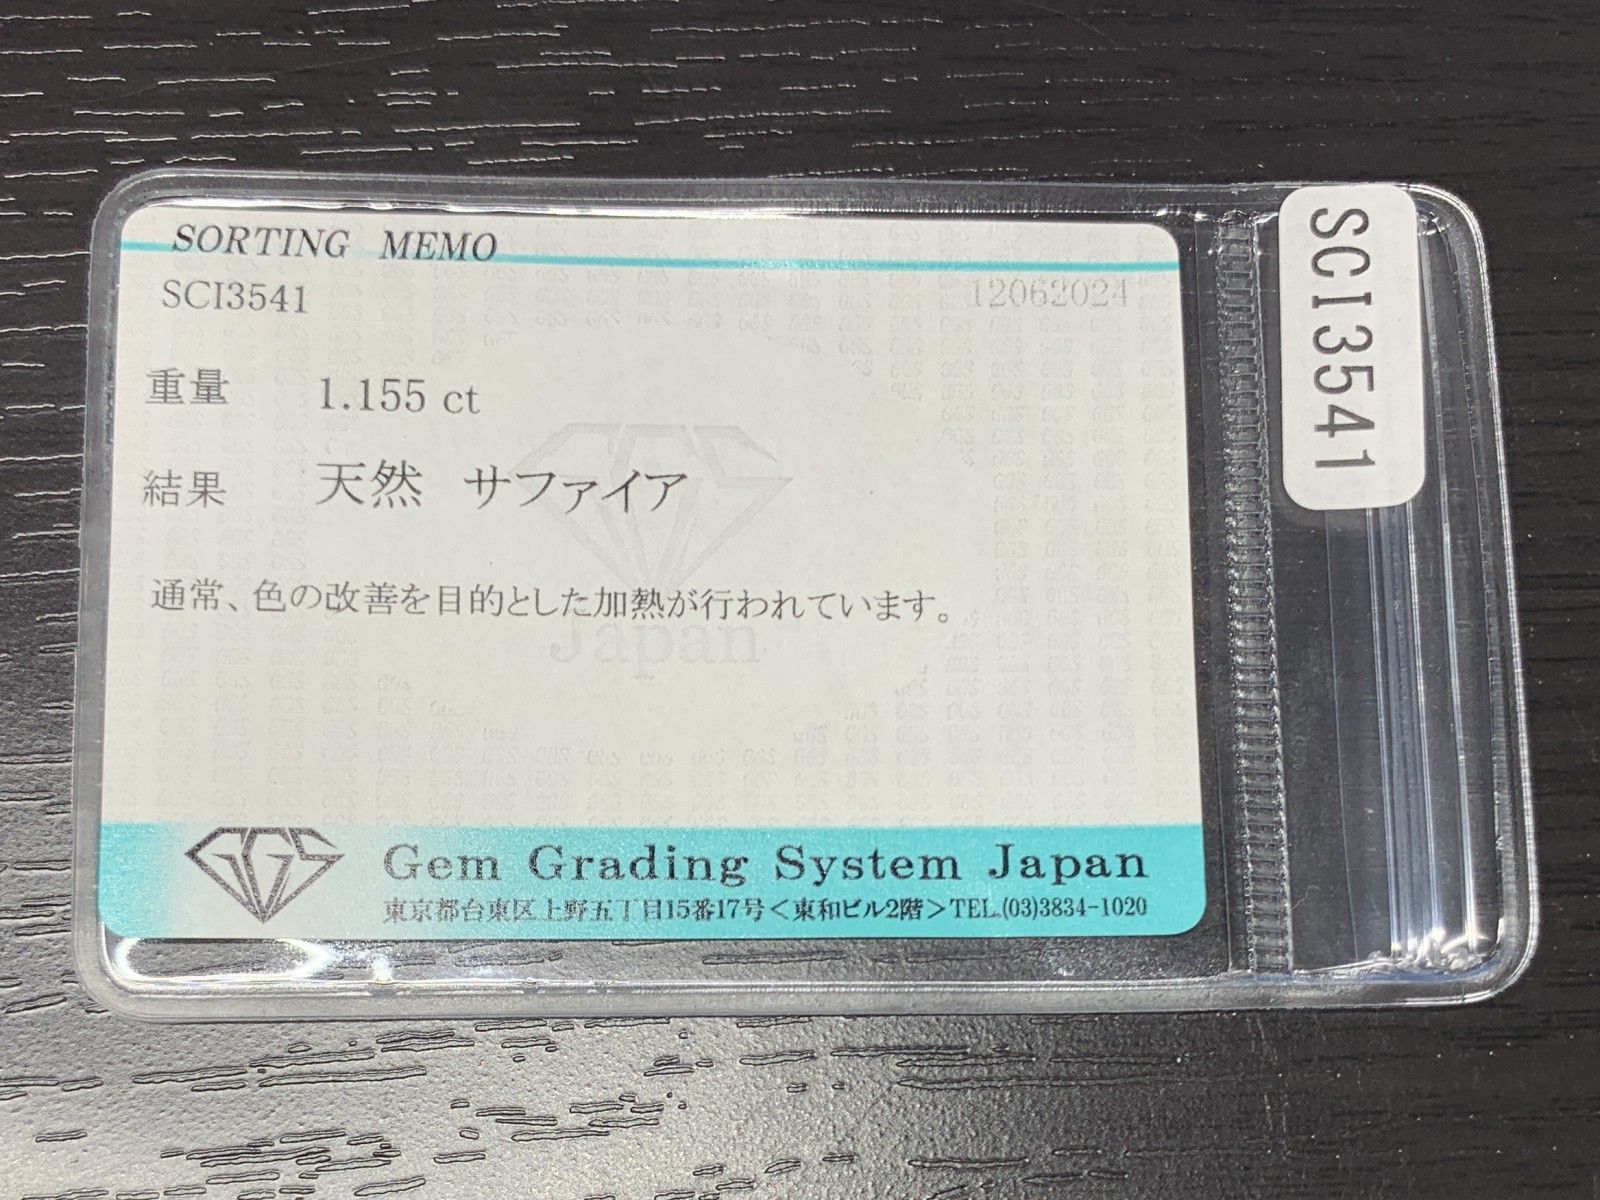 SORTING MEMO
SCI3541 12062024
重量 1.155 ct
結果 天然 サファイア
通常、色の改善を目的とした加熱が行われています。
GGS
Japan
GGS
Gem Grading System Japan
東京都台東区上野五丁目15番17号<東和ビル2階>TEL.(03)3834-1020
SCI3541